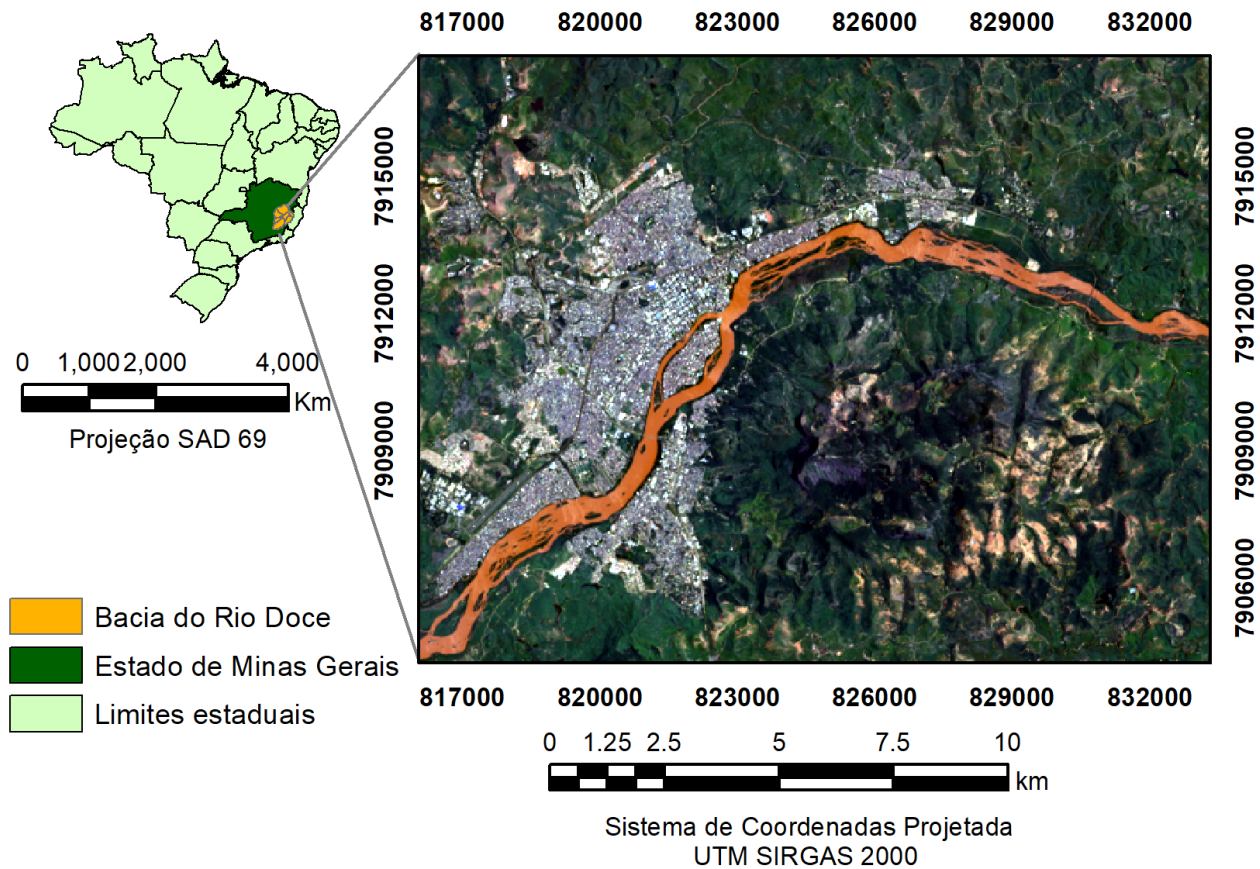 817000 820000 823000 826000 829000 832000
7915000 7915000
7912000 7912000
7909000 7909000
7906000
0 1,000 2,000 4,000
Km
Projeção SAD 69
Bacia do Rio Doce
Estado de Minas Gerais
Limites estaduais
817000 820000 823000 826000 829000 832000
0 1.25 2.5 5 7.5 10
km
Sistema de Coordenadas Projetada
UTM SIRGAS 2000